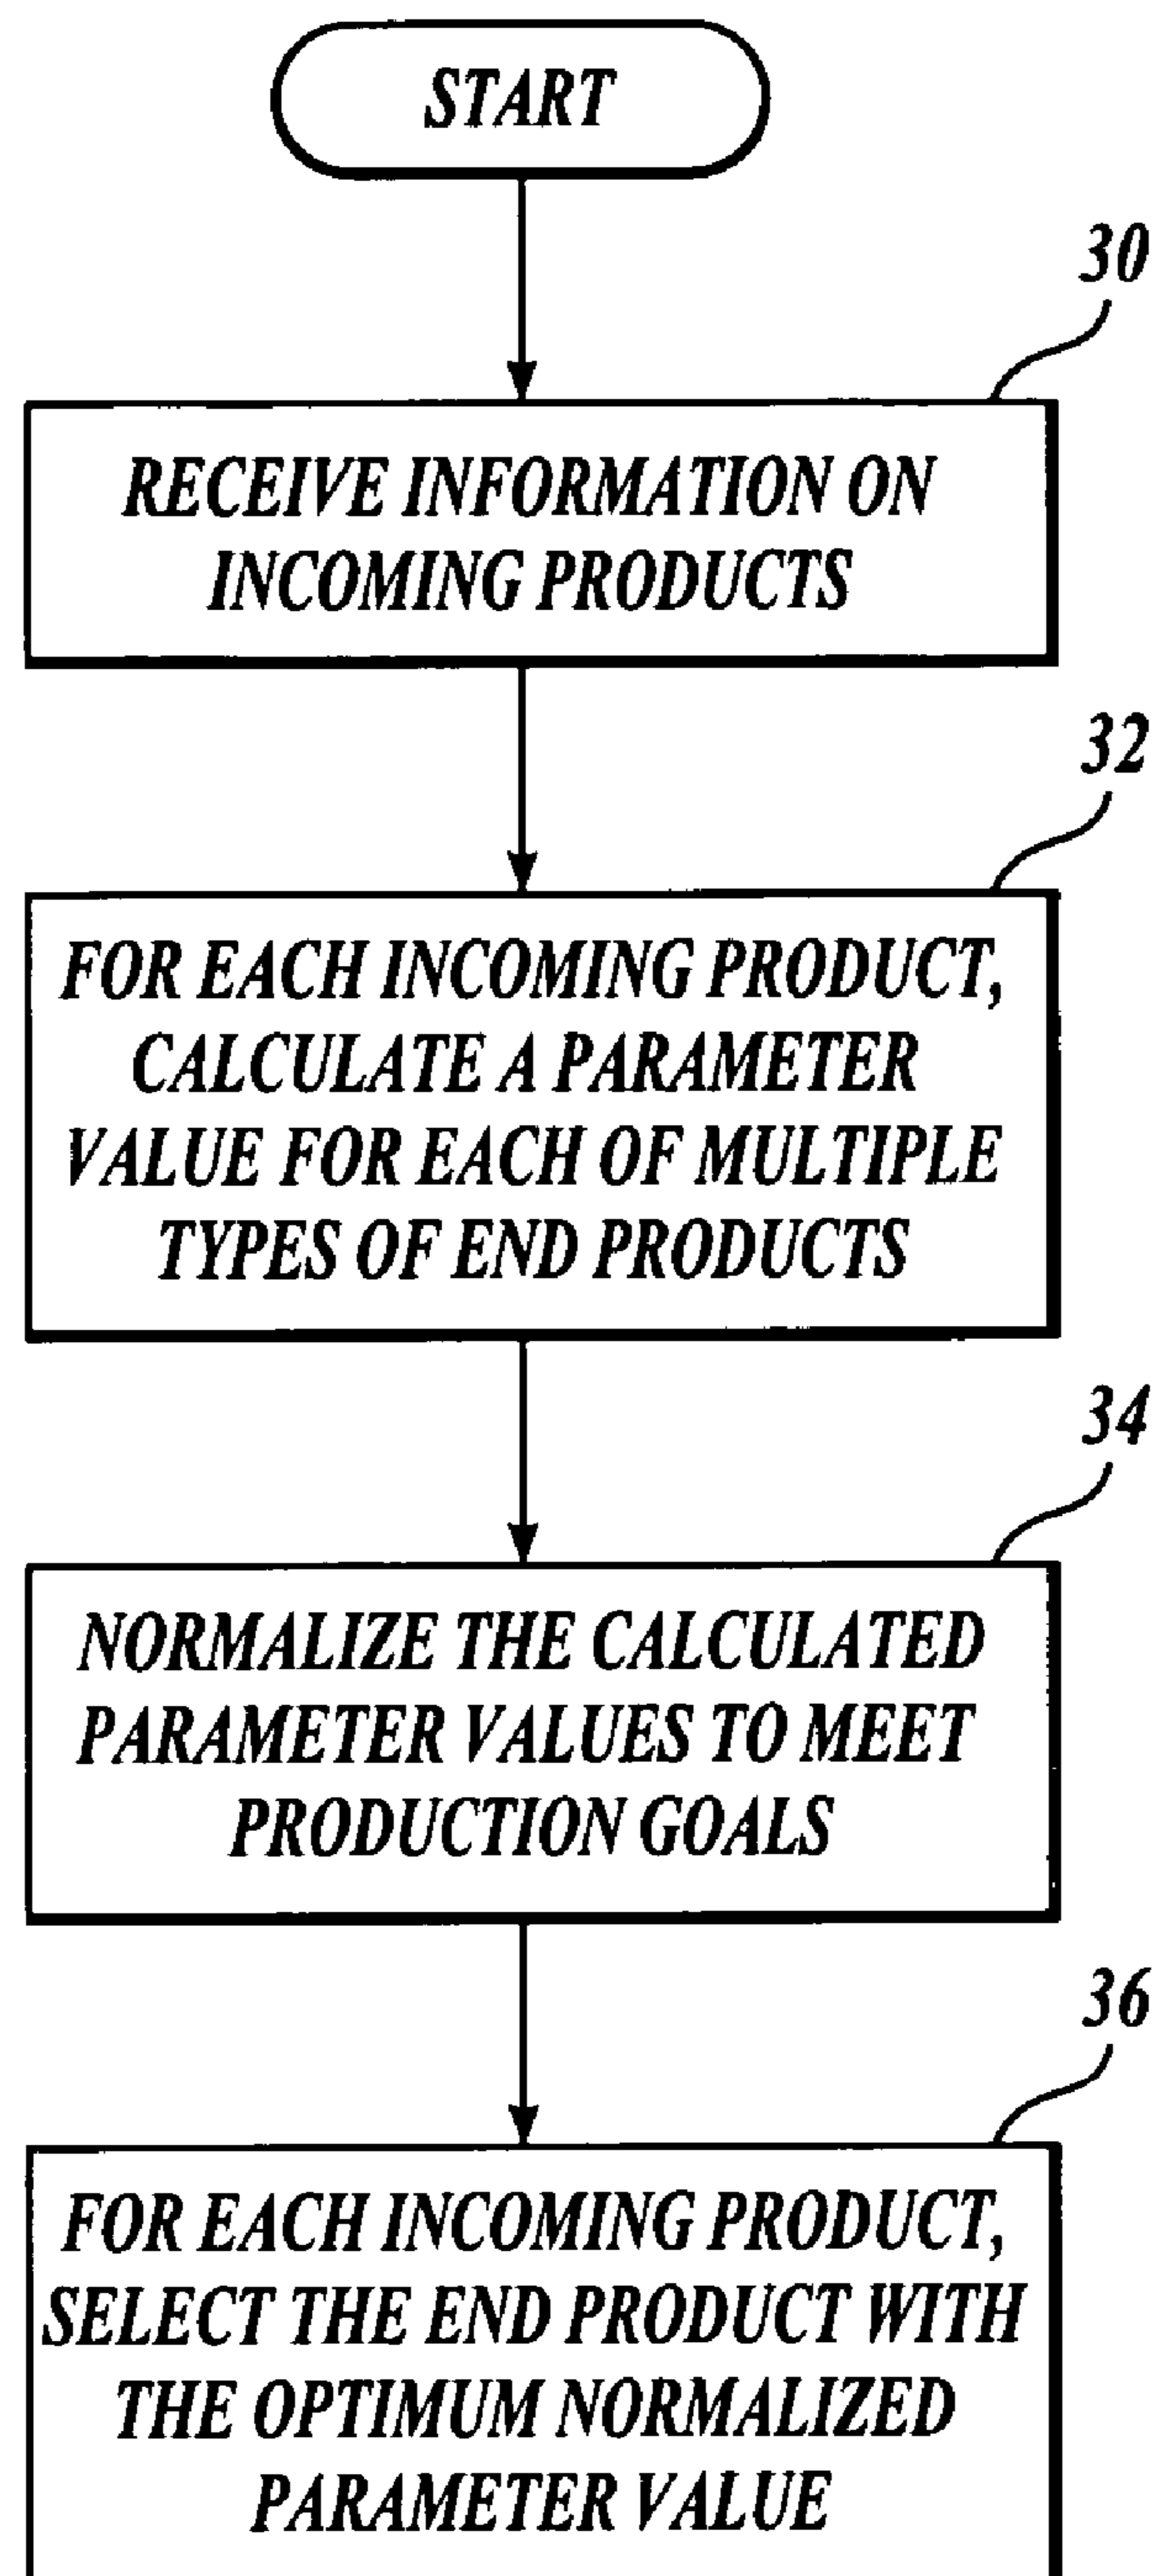 START
30
RECEIVE INFORMATION ON
INCOMING PRODUCTS
32
FOR EACH INCOMING PRODUCT,
CALCULATE A PARAMETER
VALUE FOR EACH OF MULTIPLE
TYPES OF END PRODUCTS
34
NORMALIZE THE CALCULATED
PARAMETER VALUES TO MEET
PRODUCTION GOALS
36
FOR EACH INCOMING PRODUCT,
SELECT THE END PRODUCT WITH
THE OPTIMUM NORMALIZED
PARAMETER VALUE